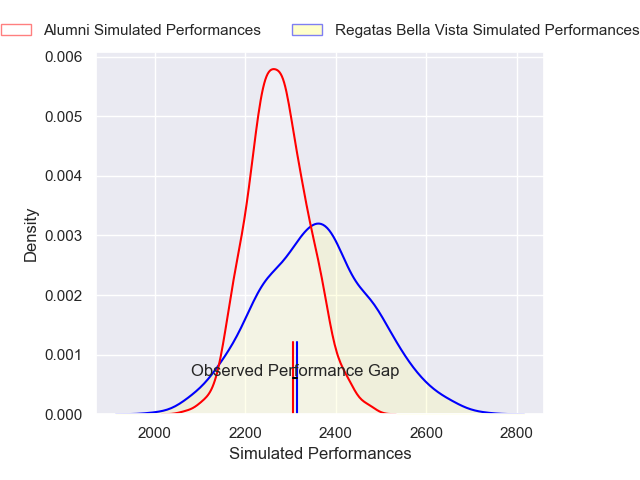 Alumni Simulated Performances
Regatas Bella Vista Simulated Performances
0.006
0.005
0.004
0.003
0.002
0.001
0.000
Density
Observed Performance Gap
2000
2200
2400
2600
2800
Simulated Performances